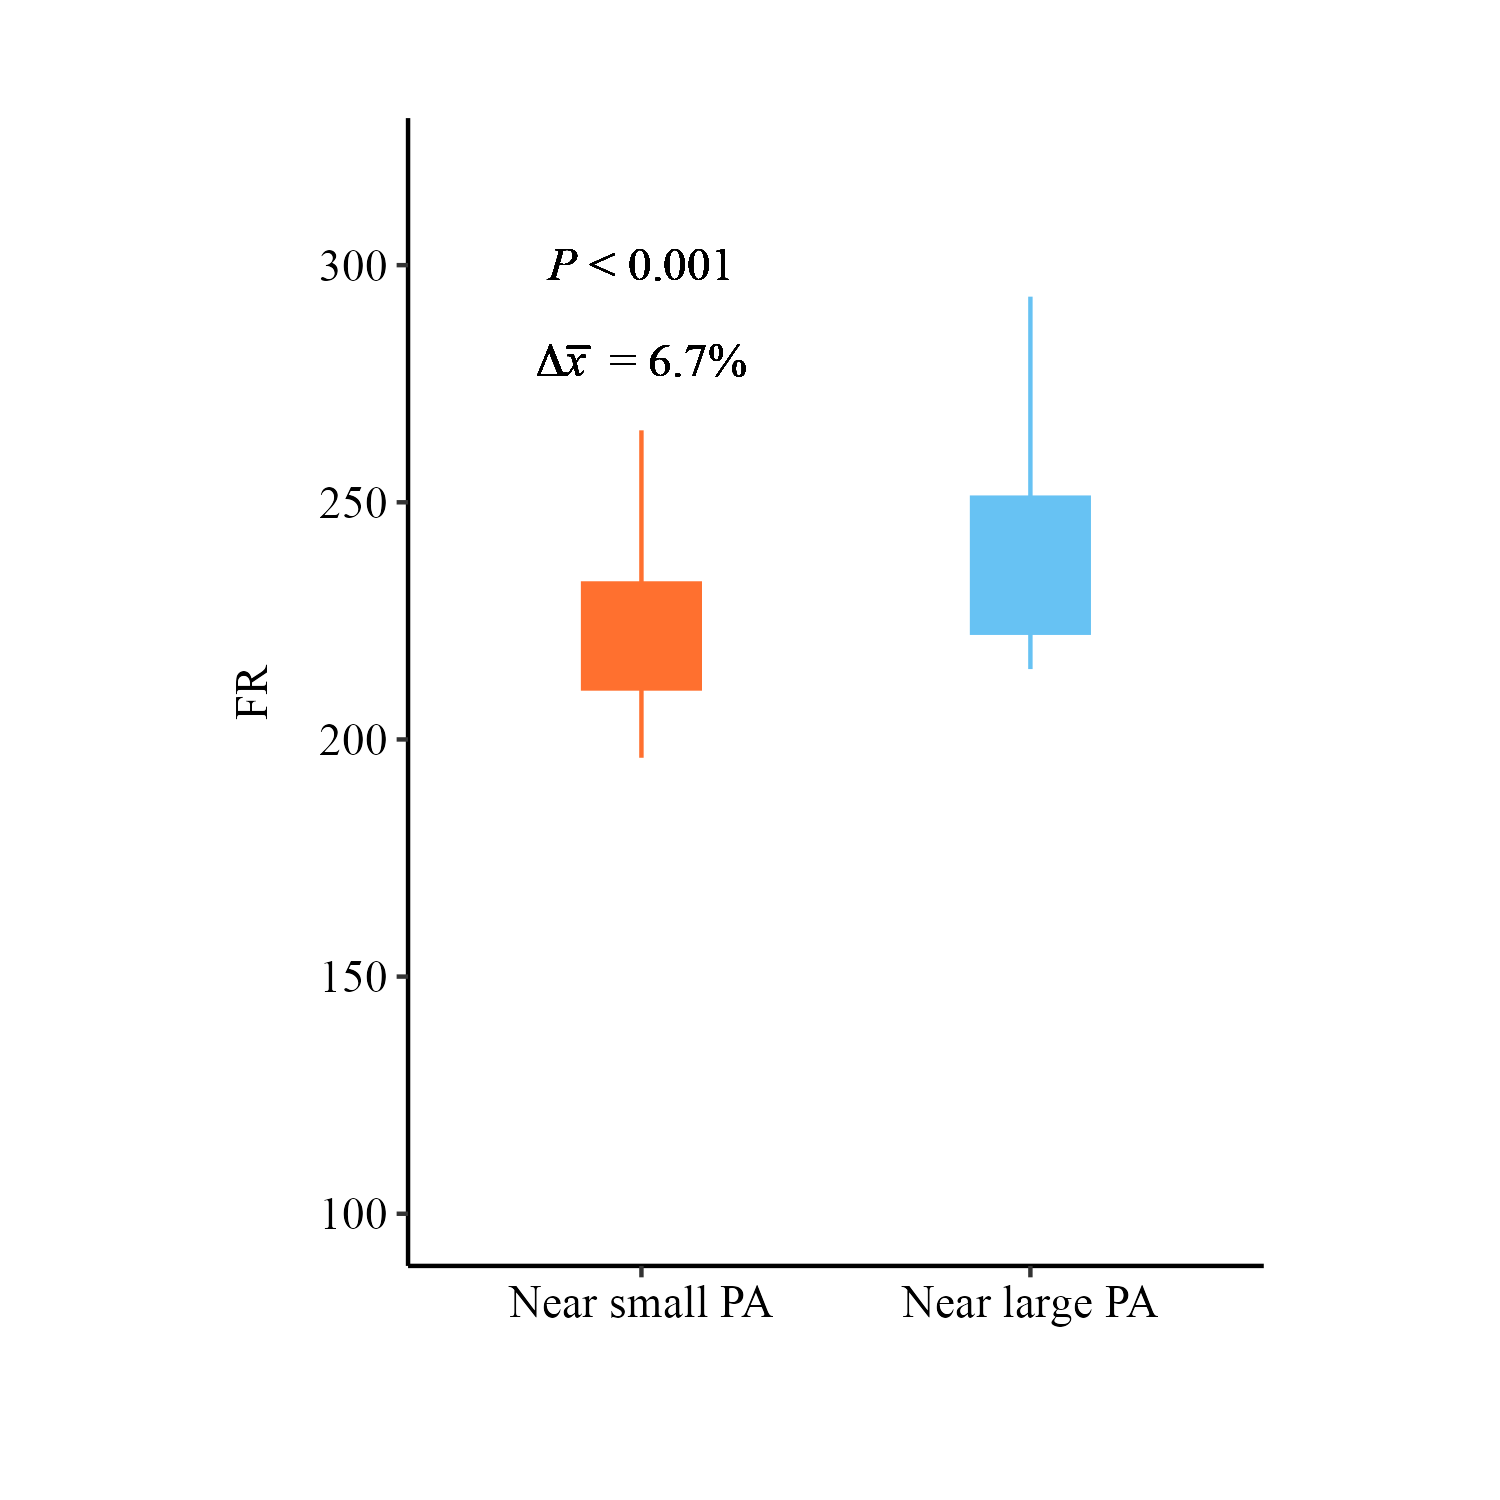 P < 0.001
Δx̅ = 6.7%
FR
300
250
200
150
100
Near small PA
Near large PA